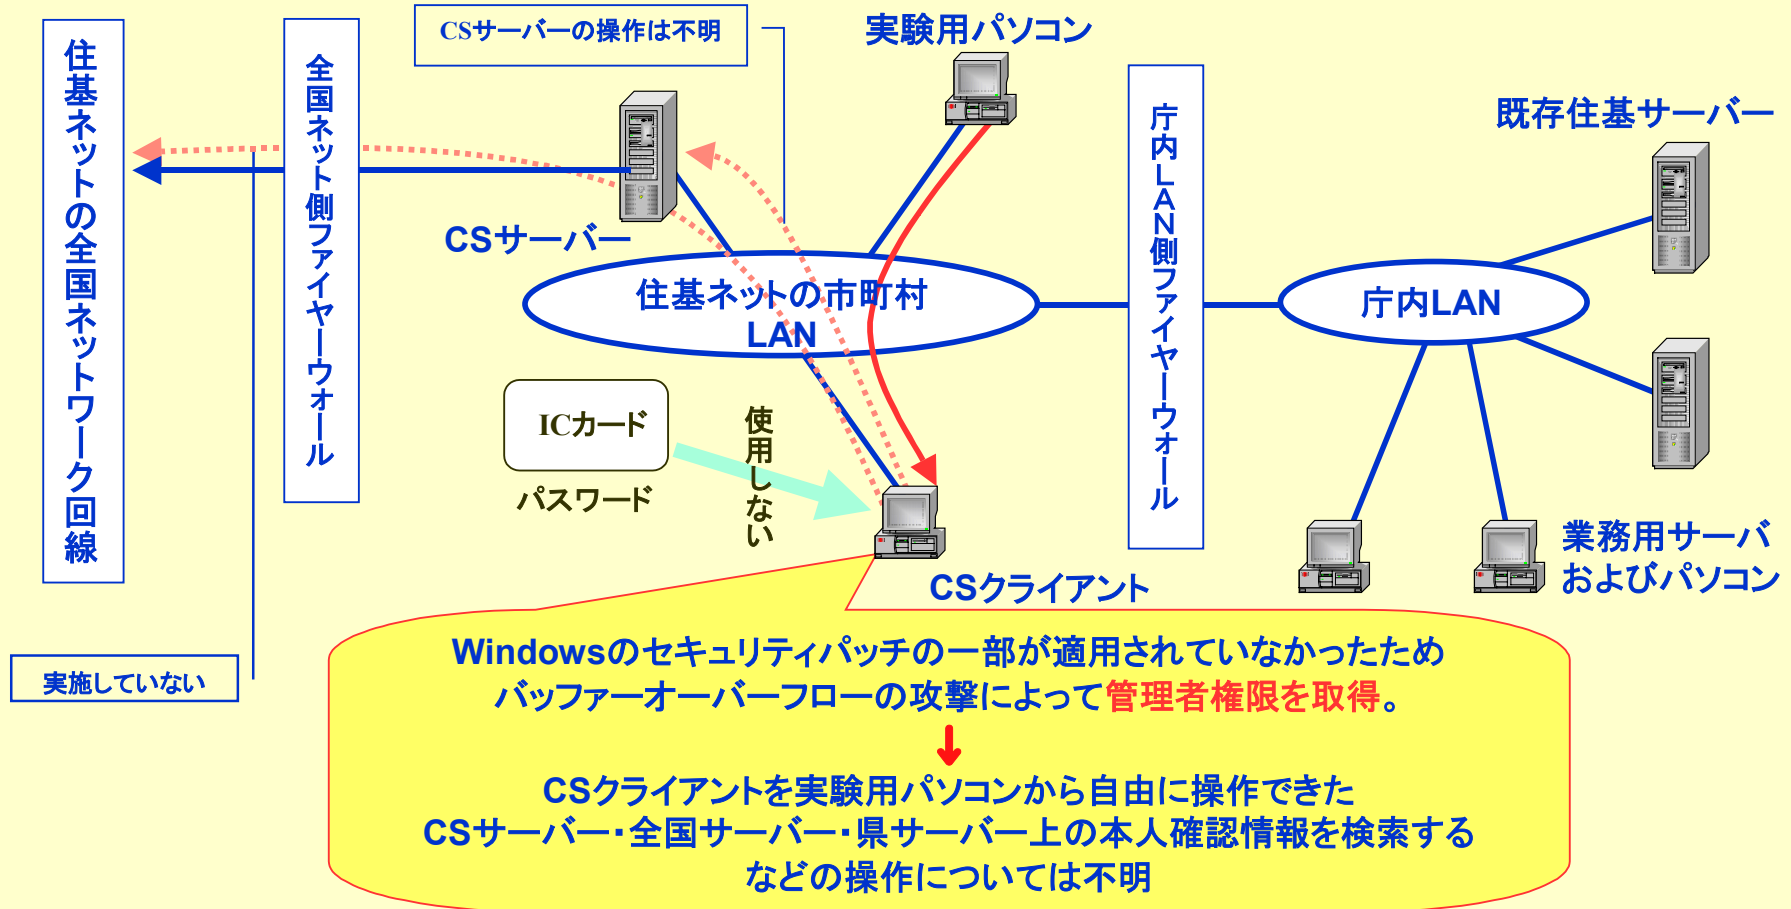 住基ネットの全国ネットワーク回線
全国ネット側ファイヤーウォール
CSサーバーの操作は不明
実験用パソコン
庁内LAN側ファイヤーウォール
既存住基サーバー
CSサーバー
住基ネットの市町村
LAN
庁内LAN
ICカード
パスワード
使用しない
CSクライアント
業務用サーバ
およびパソコン
実施していない
Windowsのセキュリティパッチの一部が適用されていなかったため
バッファーオーバーフローの攻撃によって管理者権限を取得。
CSクライアントを実験用パソコンから自由に操作できた
CSサーバー・全国サーバー・県サーバー上の本人確認情報を検索する
などの操作については不明